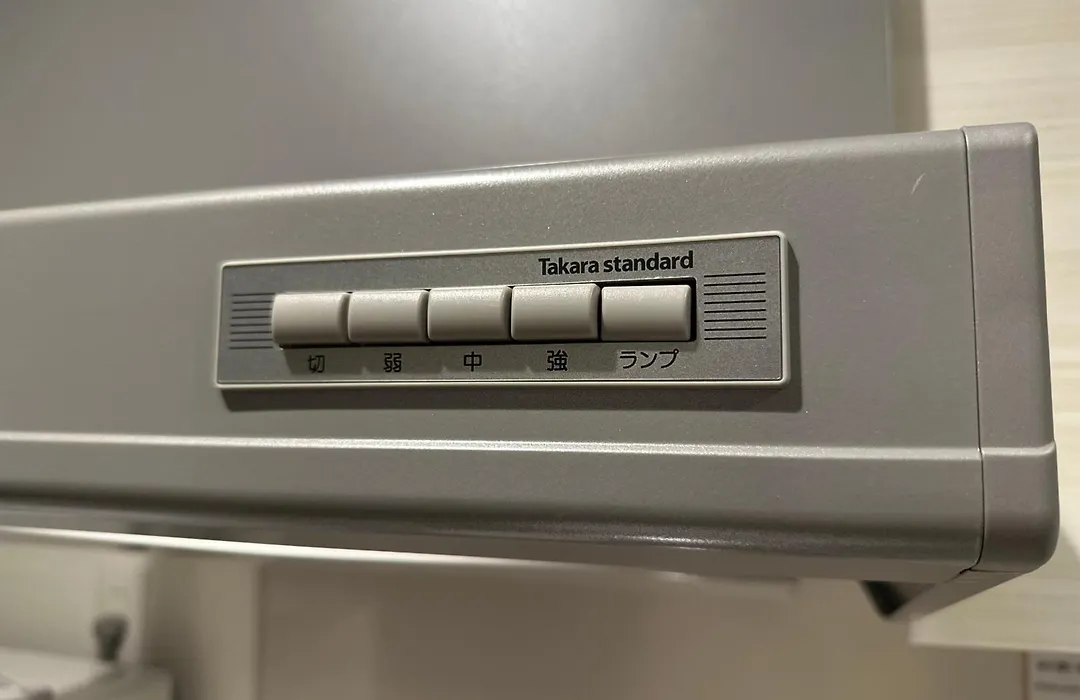 Takara standard
切 弱 中 強 ランプ